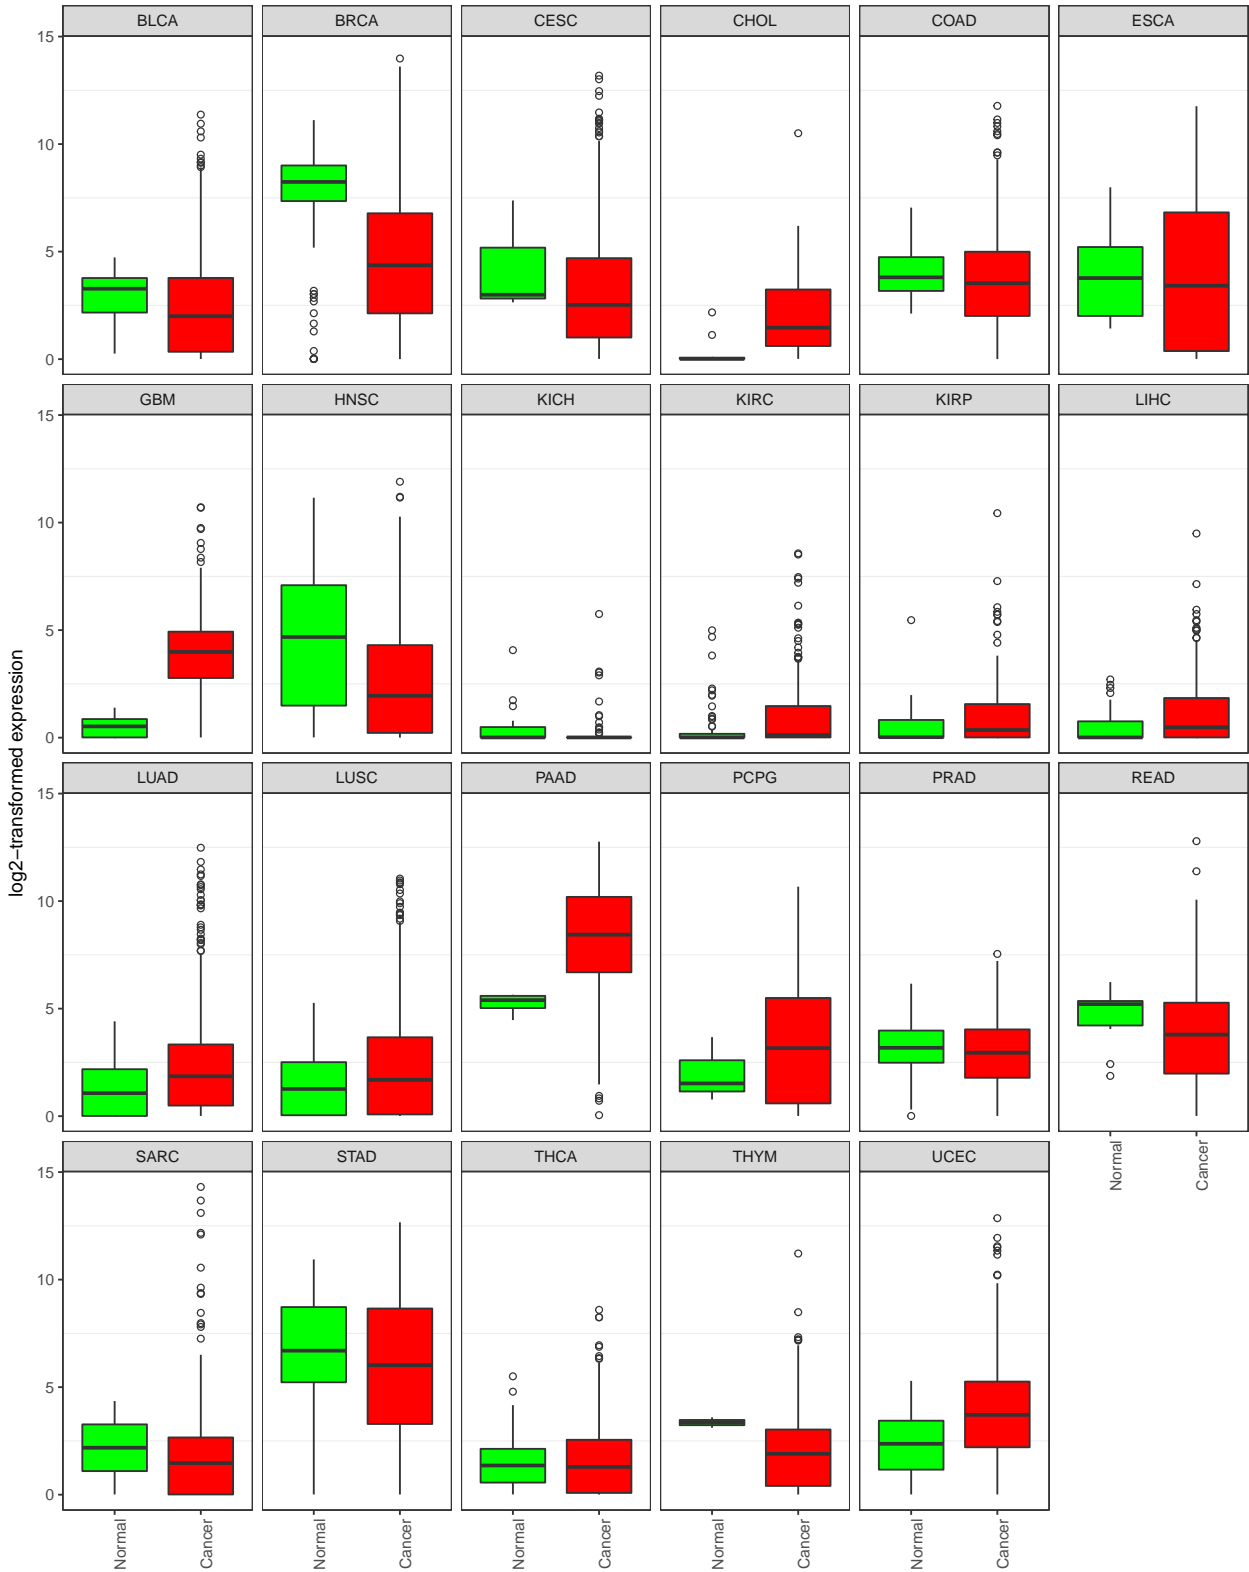 BLCA BRCA CESC CHOL COAD ESCA
15
10
5
0
GBM HNSC KICH KIRC KIRP LIHC
15
10
5
0
log2−transformed expression
LUAD LUSC PAAD PCPG PRAD READ
15
10
5
0
SARC STAD THCA THYM UCEC
Normal Cancer
15
10
5
0
Normal Cancer Normal Cancer Normal Cancer Normal Cancer Normal Cancer